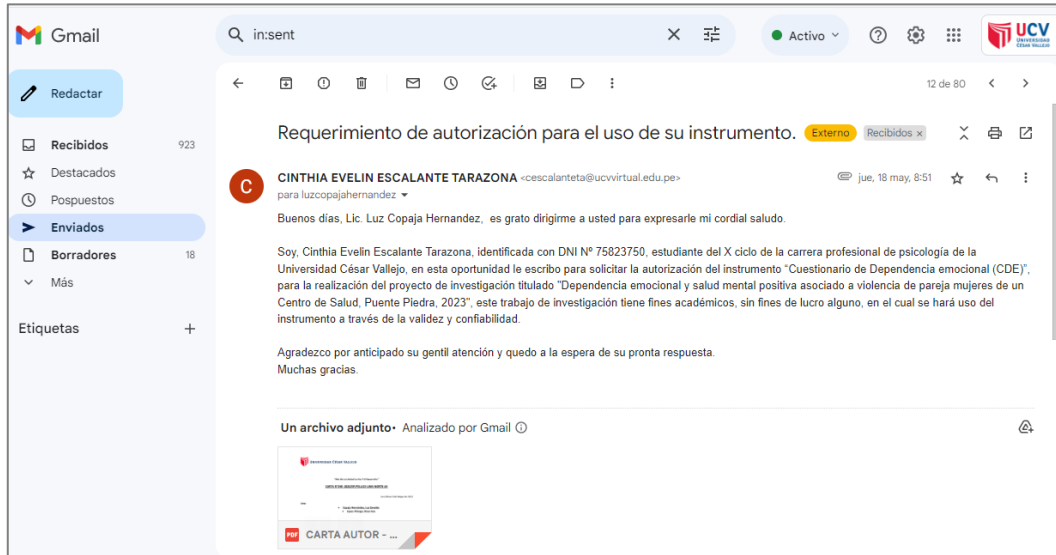 Gmail
in:sent
Activo
UCV
UNIVERSIDAD
CÉSAR VALLEJO
Redactar
12 de 80
Recibidos 923
Destacados
Pospuestos
Enviados
Borradores 18
Más
Etiquetas
Requerimiento de autorización para el uso de su instrumento. Externo Recibidos x
C
CINTHIA EVELIN ESCALANTE TARAZONA <cescalanteta@ucvvirtual.edu.pe> jue, 18 may, 8:51
para luzcopajahernandez
Buenos días, Lic. Luz Copaja Hernandez, es grato dirigirme a usted para expresarle mi cordial saludo.
Soy, Cinthia Evelin Escalante Tarazona, identificada con DNI Nº 75823750, estudiante del X ciclo de la carrera profesional de psicología de la
Universidad César Vallejo, en esta oportunidad le escribo para solicitar la autorización del instrumento “Cuestionario de Dependencia emocional (CDE)”,
para la realización del proyecto de investigación titulado "Dependencia emocional y salud mental positiva asociado a violencia de pareja mujeres de un
Centro de Salud, Puente Piedra, 2023”, este trabajo de investigación tiene fines académicos, sin fines de lucro alguno, en el cual se hará uso del
instrumento a través de la validez y confiabilidad.
Agradezco por anticipado su gentil atención y quedo a la espera de su pronta respuesta.
Muchas gracias.
Un archivo adjunto • Analizado por Gmail
UNIVERSIDAD CÉSAR VALLEJO
PDF CARTA AUTOR - ...